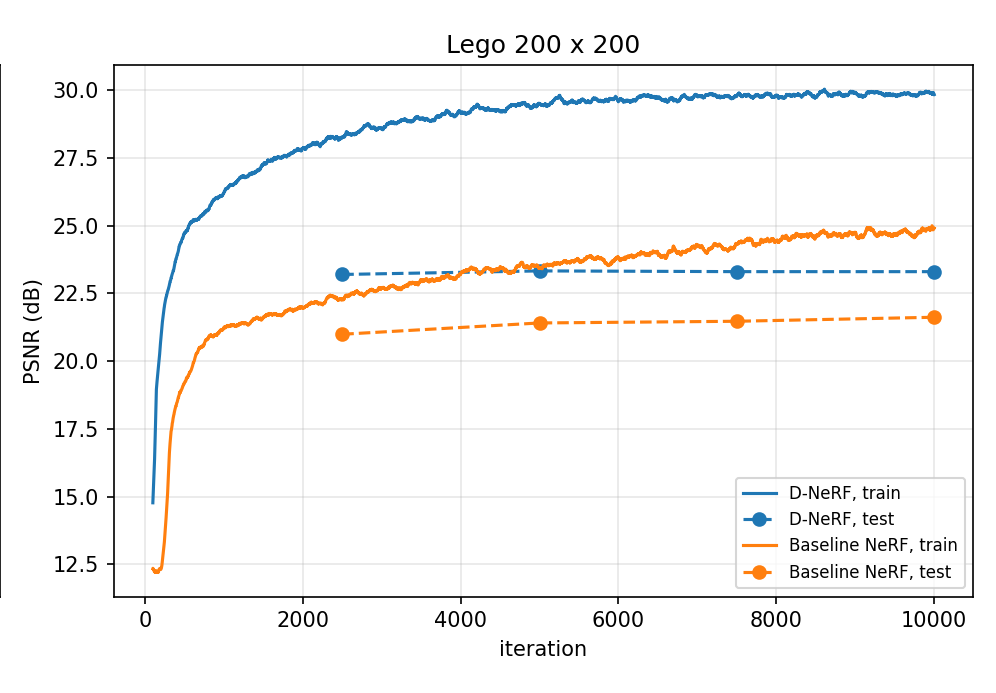 Lego 200 x 200
PSNR (dB)
30.0
27.5
25.0
22.5
20.0
17.5
15.0
12.5
D-NeRF, train
D-NeRF, test
Baseline NeRF, train
Baseline NeRF, test
0 2000 4000 6000 8000 10000
iteration